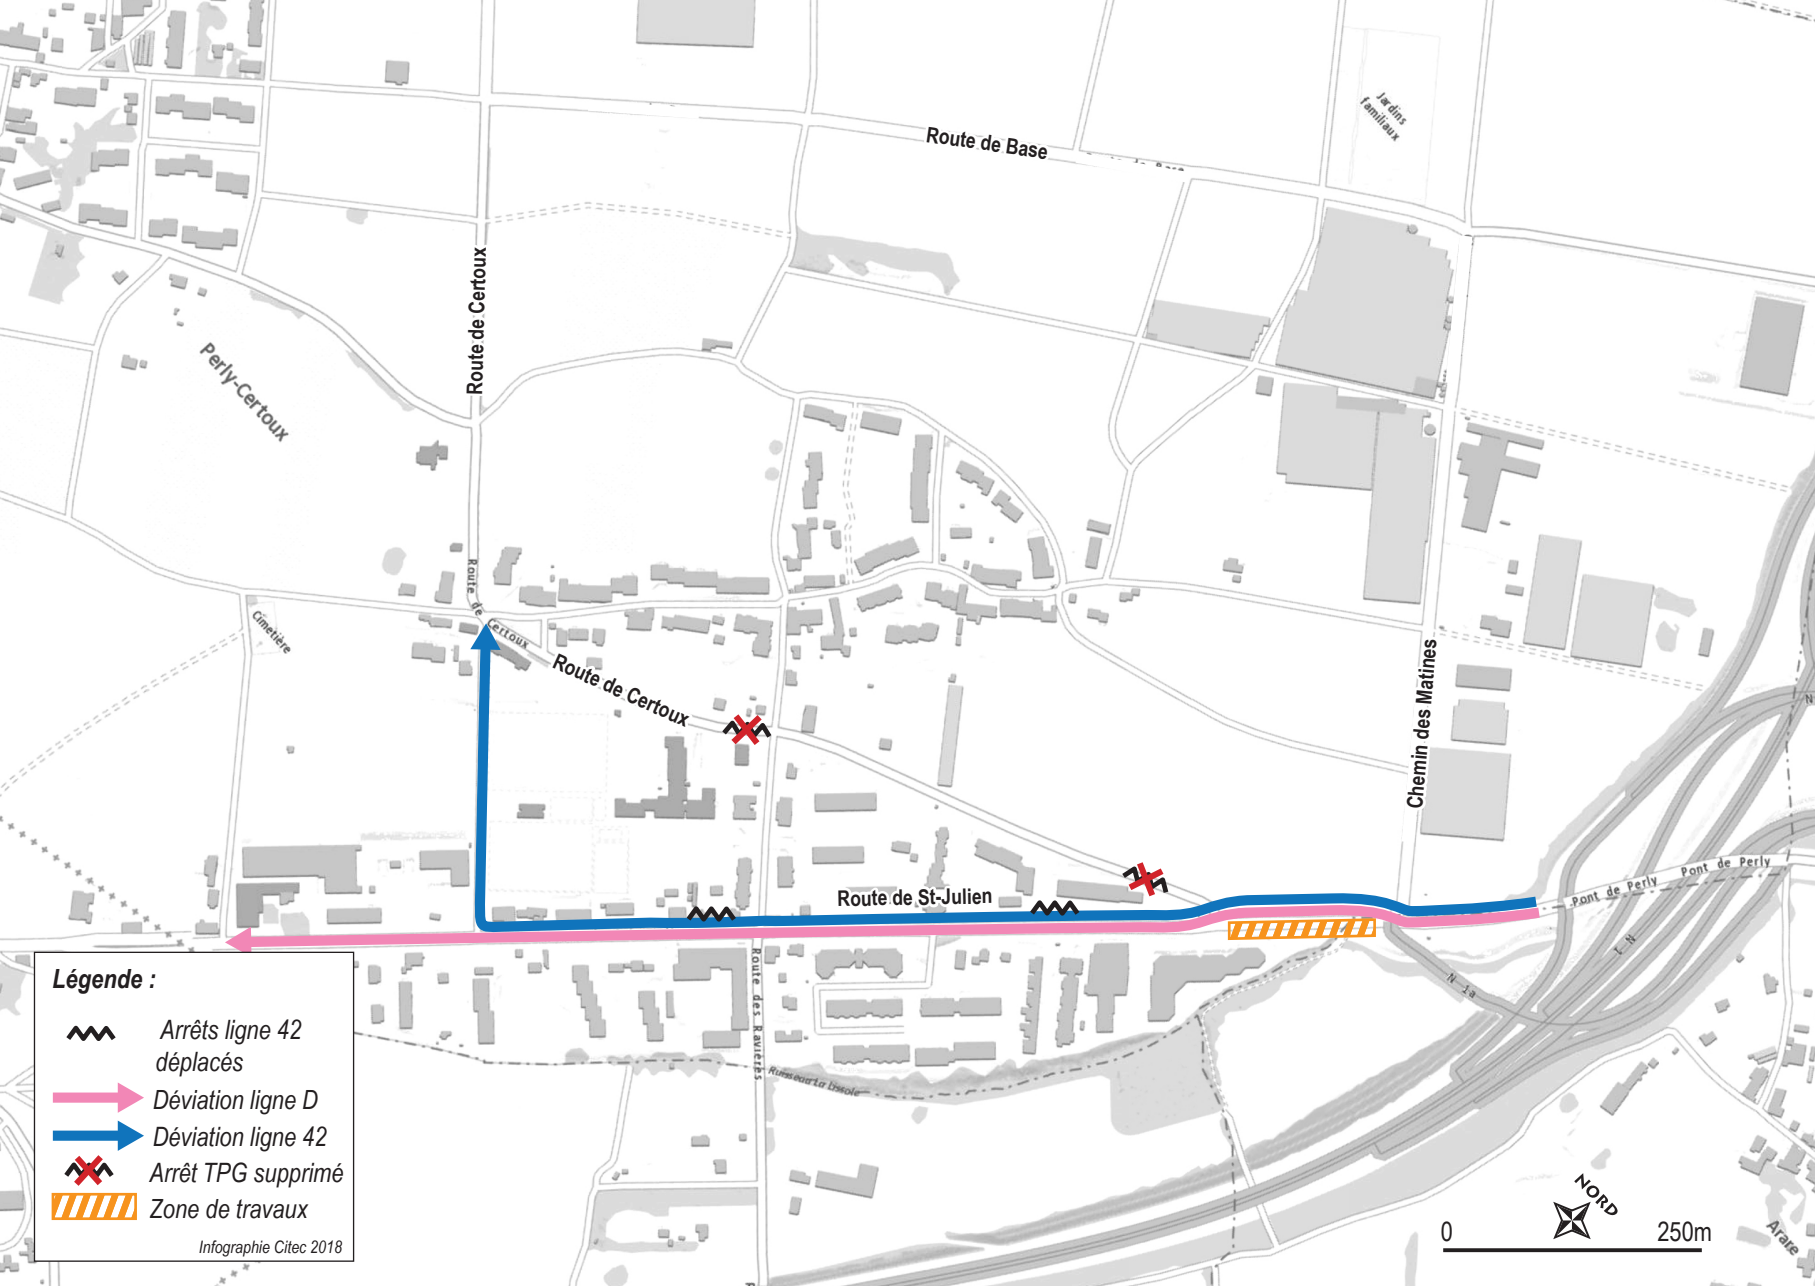 Jardins
familiaux
Route de Base
Route de Certoux
Perly-Certoux
Route de
Certoux
Cimetière
Route de Certoux
Chemin des Matines
Route de St-Julien
Pont de Perly
Pont de Perly
N 1a
Route des Ravières
Ruisseau La Lissole
Arare
NORD
0 250m
Légende :
Arrêts ligne 42
déplacés
Déviation ligne D
Déviation ligne 42
Arrêt TPG supprimé
Zone de travaux
Infographie Citec 2018